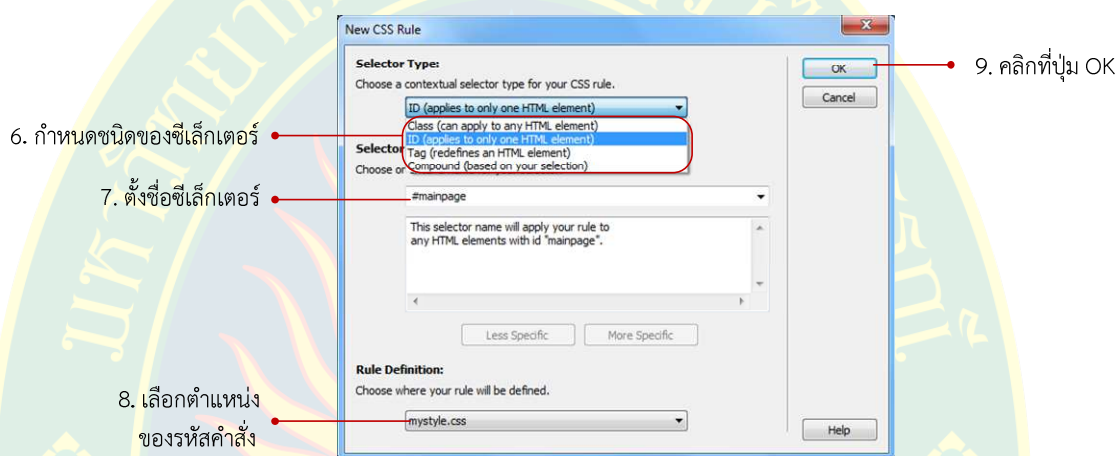 New CSS Rule
Selector Type:
Choose a contextual selector type for your CSS rule.
ID (applies to only one HTML element)
Class (can apply to any HTML element)
ID (applies to only one HTML element)
Tag (redefines an HTML element)
Compound (based on your selection)
Selector
Choose or
#mainpage
This selector name will apply your rule to
any HTML elements with id "mainpage".
Less Specific
More Specific
Rule Definition:
Choose where your rule will be defined.
mystyle.css
OK
Cancel
Help
6. กำหนดชนิดของซีเล็กเตอร์
7. ตั้งชื่อซีเล็กเตอร์
8. เลือกตำแหน่ง
ของรหัสคำสั่ง
9. คลิกที่ปุ่ม OK